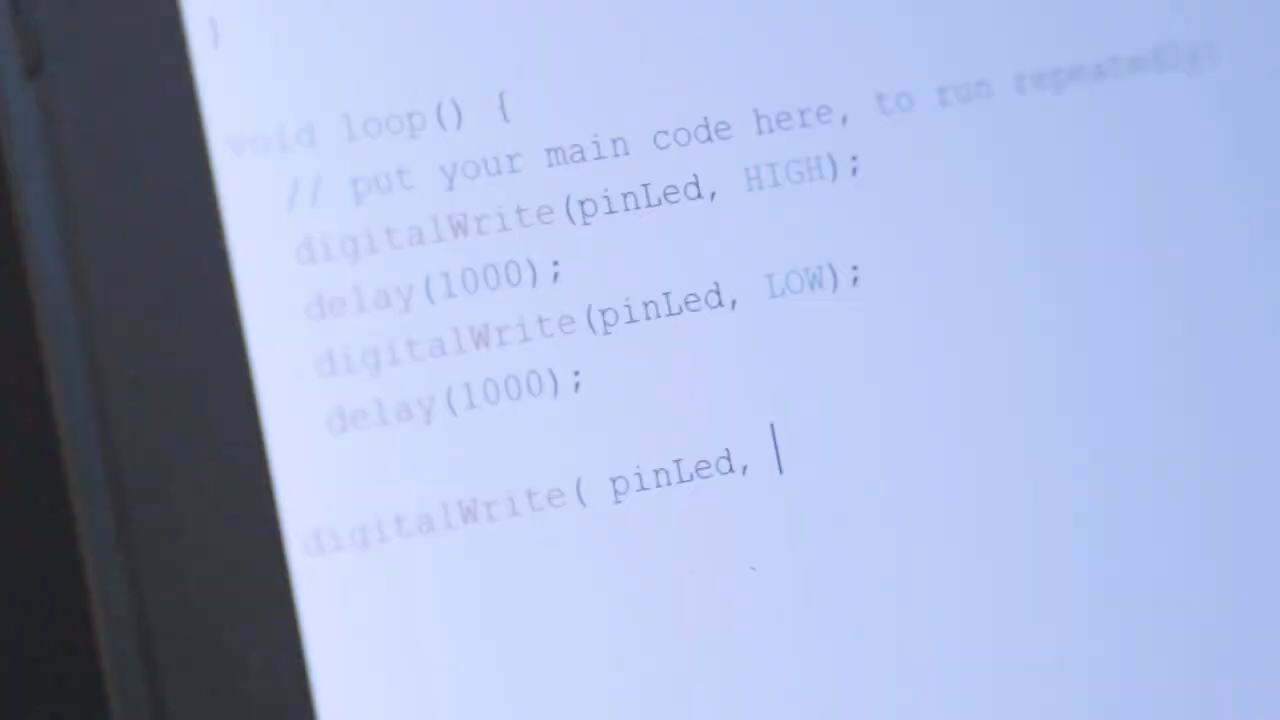 }
void loop() {
// put your main code here, to run repeatedly:
digitalWrite(pinLed, HIGH);
delay(1000);
digitalWrite(pinLed, LOW);
delay(1000);
digitalWrite( pinLed,